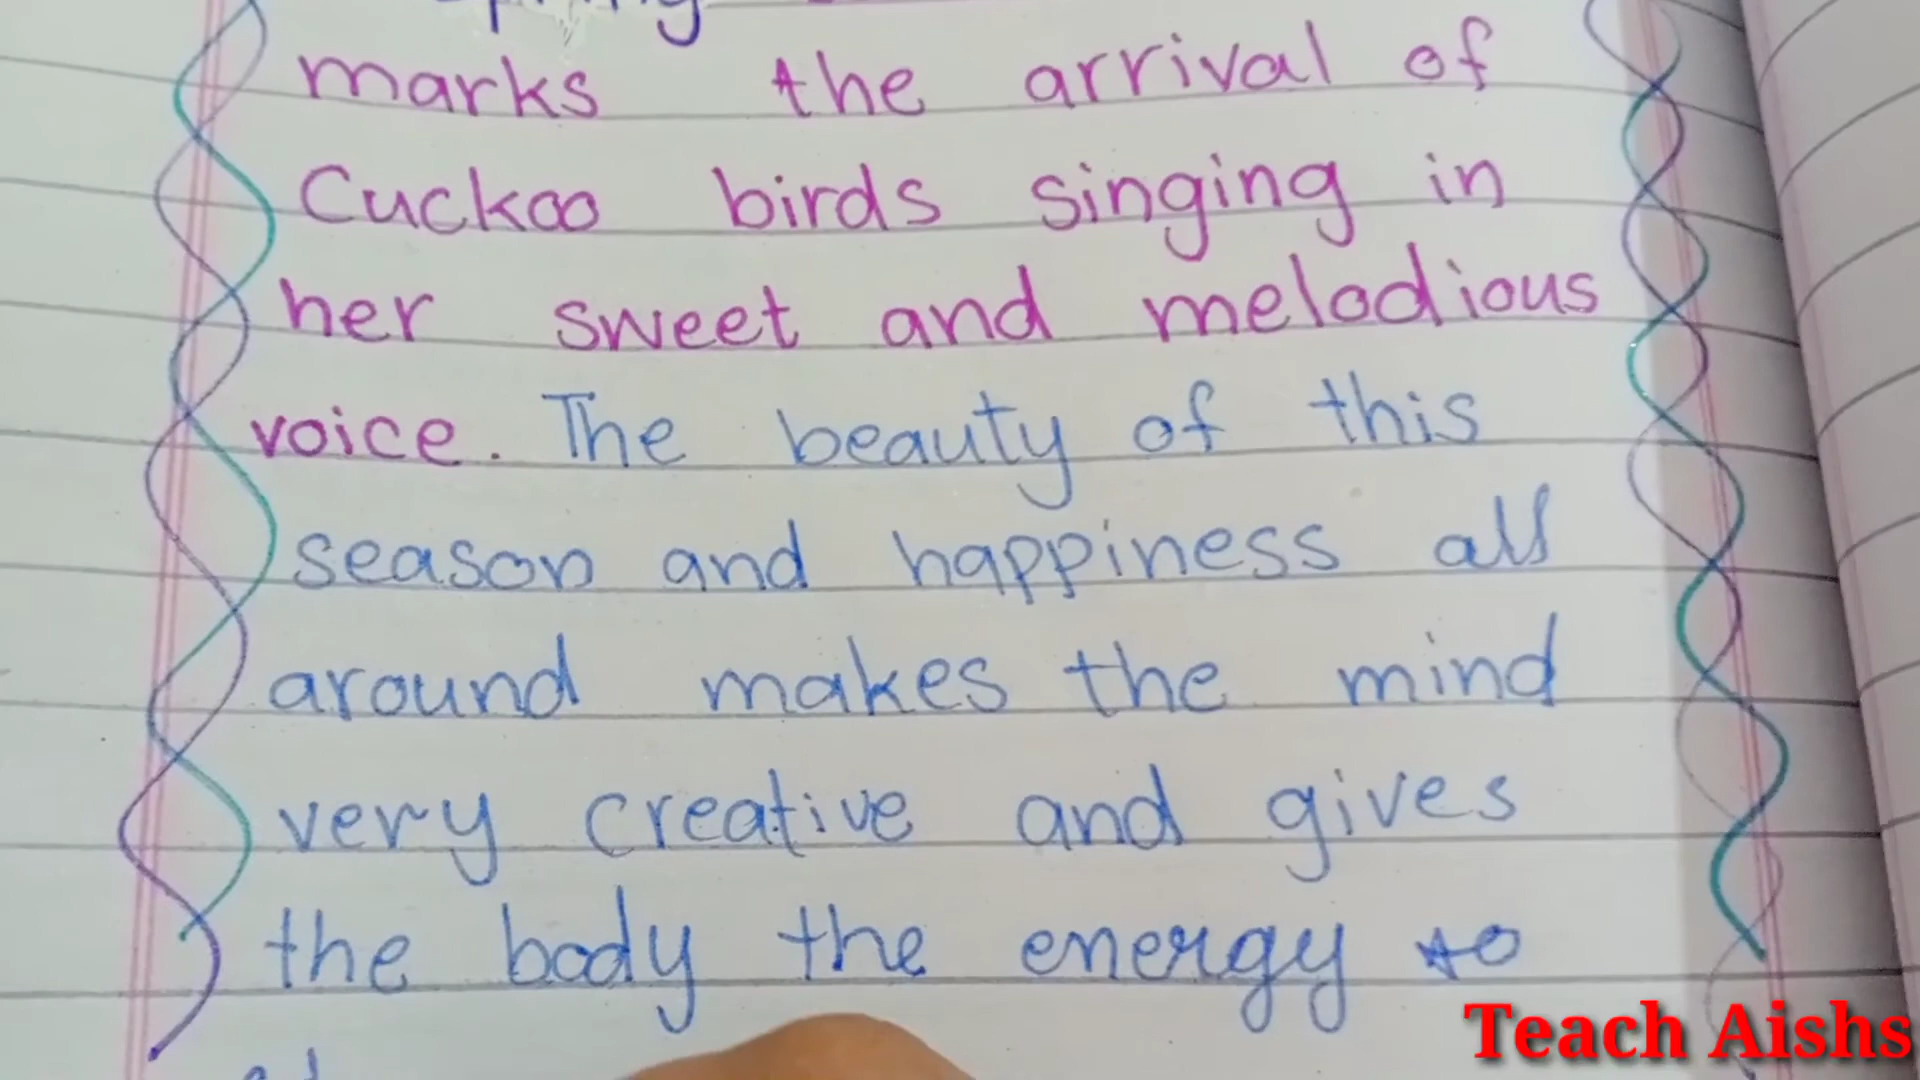 marks the arrival of
Cuckoo birds singing in
her sweet and melodious
voice. The beauty of this
season and happiness all
around makes the mind
very creative and gives
the body the energy to
Teach Aishs